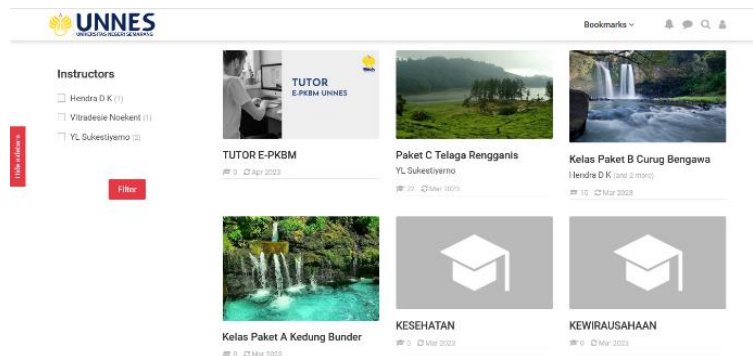 UNNES
UNIVERSITAS NEGERI SEMARANG
Bookmarks
Instructors
Hendra D K (1)
Vitradesie Noekent (1)
YL Sukestiyarno (2)
Filter
Hide sidebars
TUTOR
E-PKBM UNNES
TUTOR E-PKBM
0 Apr 2023
Paket C Telaga Rengganis
YL Sukestiyarno
22 Mar 2023
Kelas Paket B Curug Bengawa
Hendra D K (and 2 more)
10 Mar 2023
Kelas Paket A Kedung Bunder
0 Mar 2023
KESEHATAN
0 Mar 2023
KEWIRAUSAHAAN
0 Mar 2023